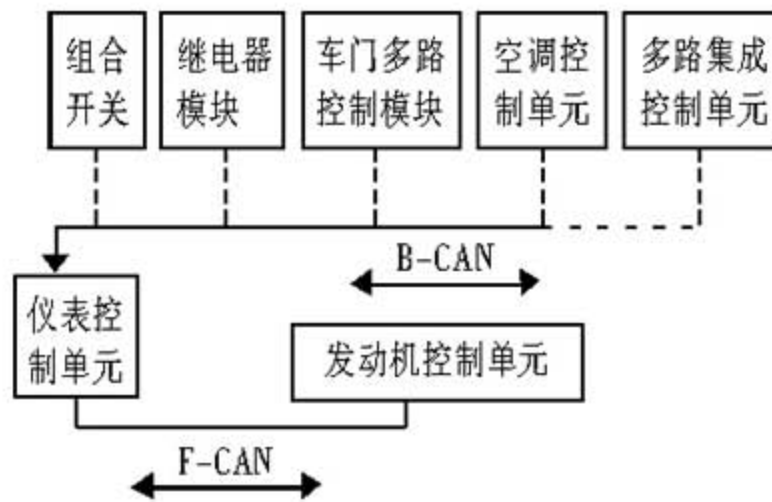 组合
开关
继电器
模块
车门多路
控制模块
空调控
制单元
多路集成
控制单元
B-CAN
仪表控
制单元
发动机控制单元
F-CAN